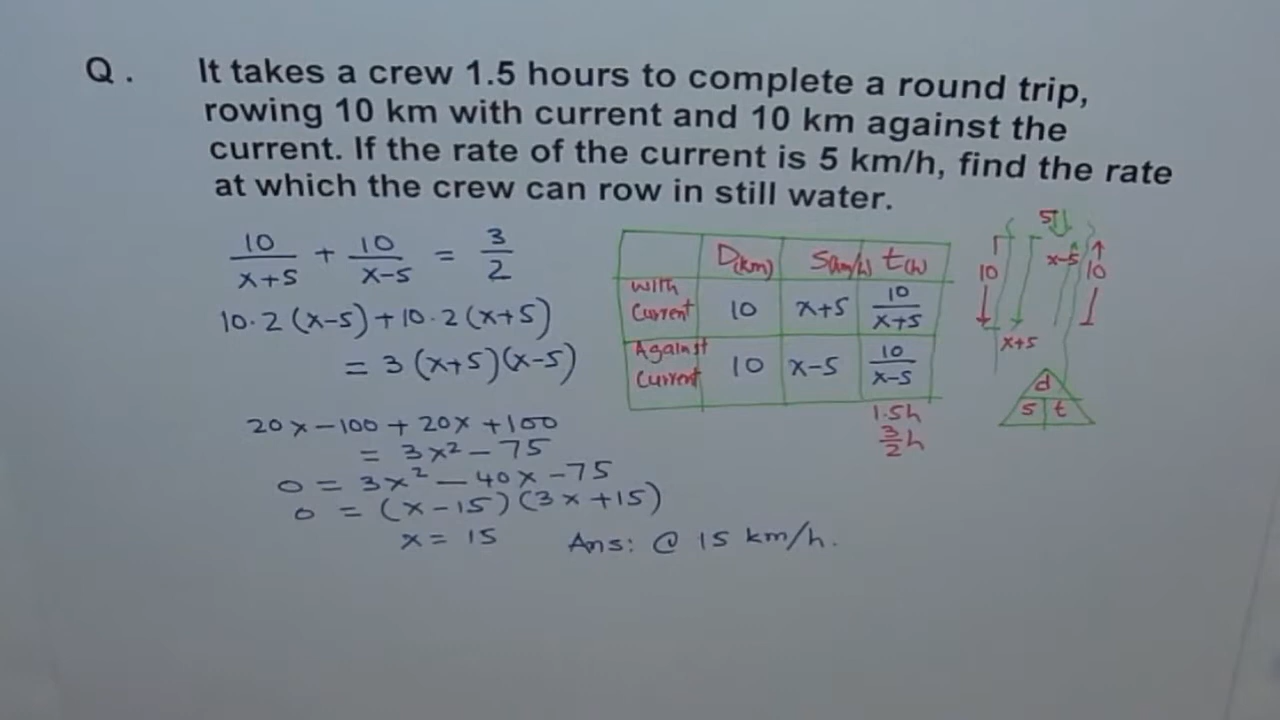 Q. It takes a crew 1.5 hours to complete a round trip,
rowing 10 km with current and 10 km against the
current. If the rate of the current is 5 km/h, find the rate
at which the crew can row in still water.
10/x+5 + 10/x-5 = 3/2
10·2(x-5)+10·2(x+5)
= 3(x+5)(x-5)
20x-100+20x+100
= 3x²-75
0 = 3x²-40x-75
0 = (x-15)(3x+15)
x = 15 Ans: @ 15 km/h.
D(km) S(km/h) t(h)
with
Current 10 x+5 10/x+5
Against
Current 10 x-5 10/x-5
1.5h
3/2 h
5
x-5
10 10
x+5
d
s t